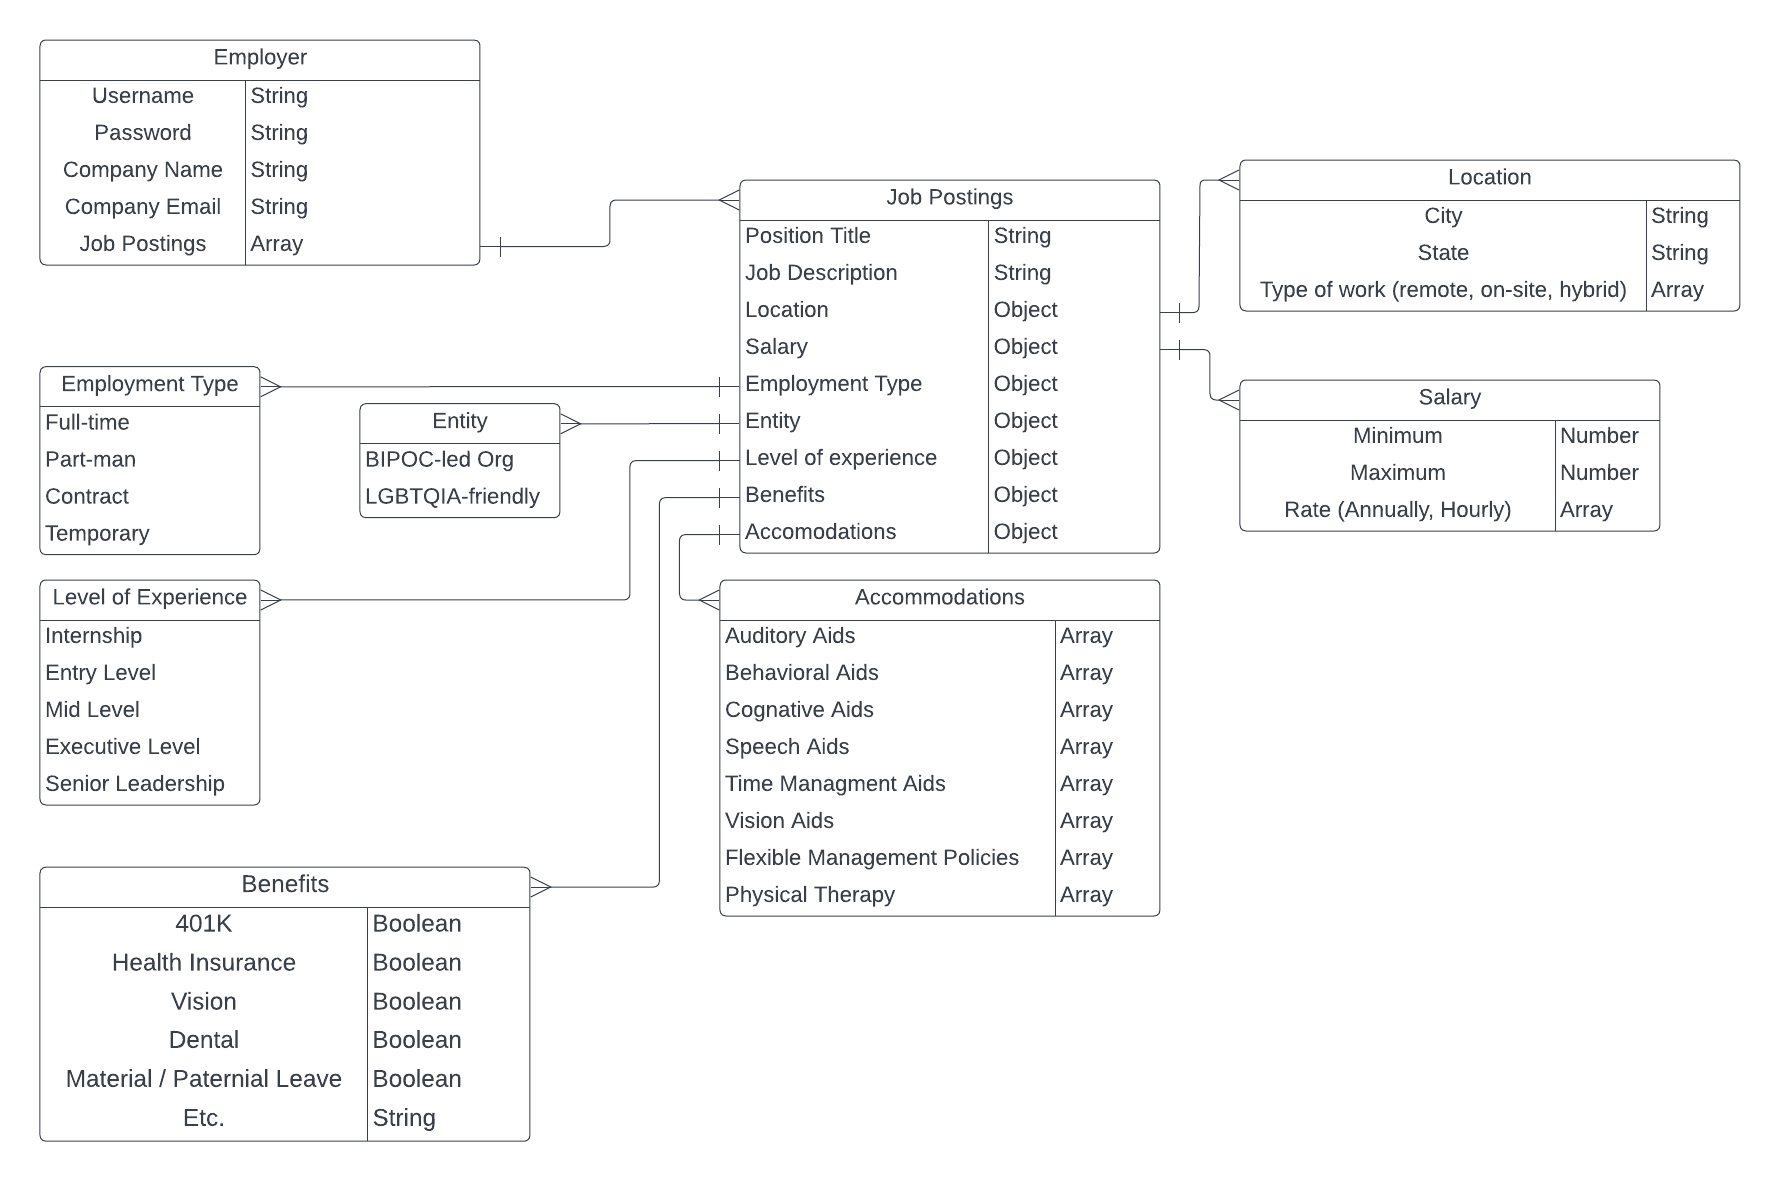 Employer
Username String
Password String
Company Name String
Company Email String
Job Postings Array
Job Postings
Position Title String
Job Description String
Location Object
Salary Object
Employment Type Object
Entity Object
Level of experience Object
Benefits Object
Accomodations Object
Location
City String
State String
Type of work (remote, on-site, hybrid) Array
Salary
Minimum Number
Maximum Number
Rate (Annually, Hourly) Array
Employment Type
Full-time
Part-man
Contract
Temporary
Entity
BIPOC-led Org
LGBTQIA-friendly
Level of Experience
Internship
Entry Level
Mid Level
Executive Level
Senior Leadership
Accommodations
Auditory Aids Array
Behavioral Aids Array
Cognative Aids Array
Speech Aids Array
Time Managment Aids Array
Vision Aids Array
Flexible Management Policies Array
Physical Therapy Array
Benefits
401K Boolean
Health Insurance Boolean
Vision Boolean
Dental Boolean
Material / Paternial Leave Boolean
Etc. String